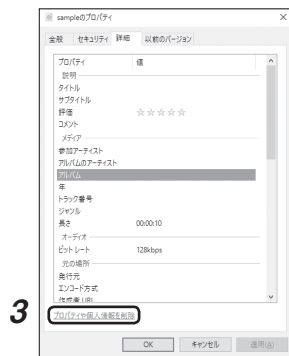 sampleのプロパティ
全般 セキュリティ 詳細 以前のバージョン
プロパティ 値
説明
タイトル
サブタイトル
評価
コメント
メディア
参加アーティスト
アルバムのアーティスト
アルバム
年
トラック番号
ジャンル
長さ 00:00:10
オーディオ
ビット レート 128kbps
元の場所
発行元
エンコード方式
作成者 URL
3
プロパティや個人情報を削除
OK キャンセル 適用(A)